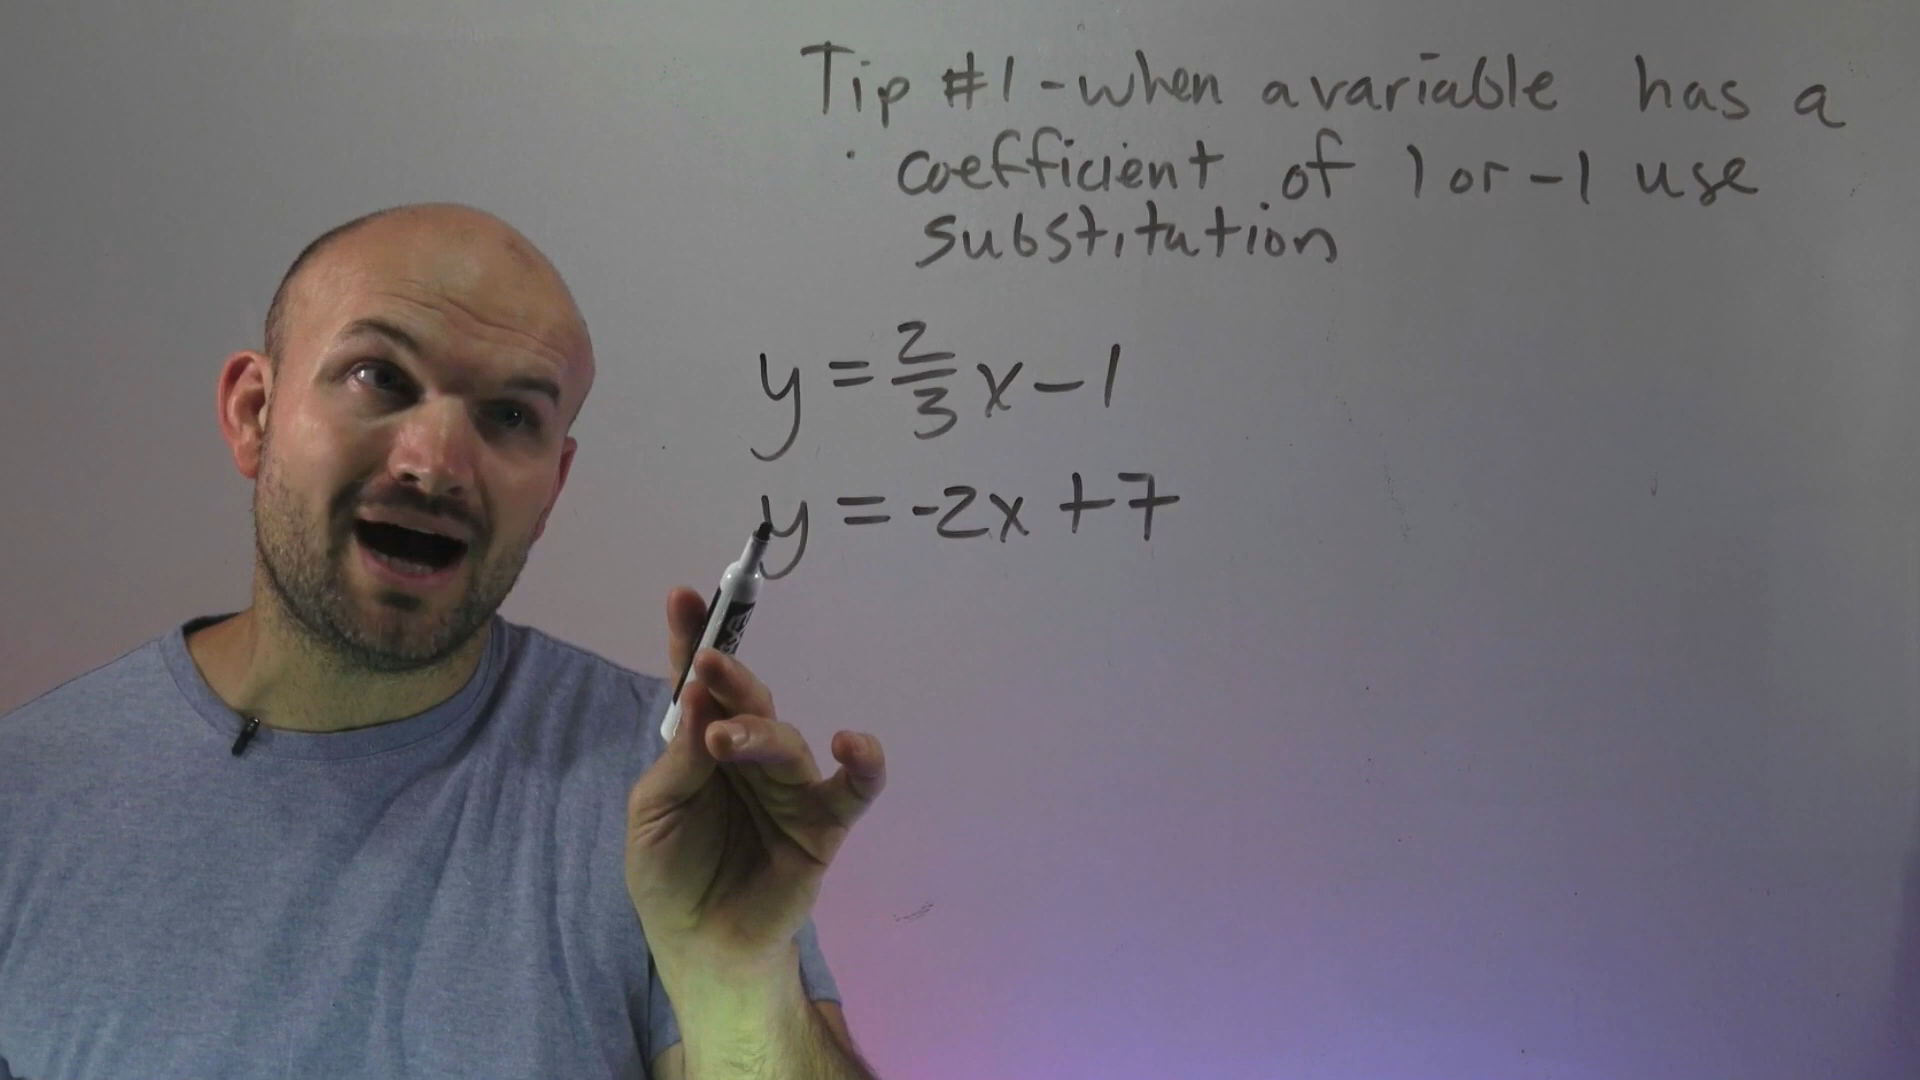 Tip #1 - when a variable has a
coefficient of 1 or -1 use
substitution
y = 2/3 x - 1
y = -2x + 7